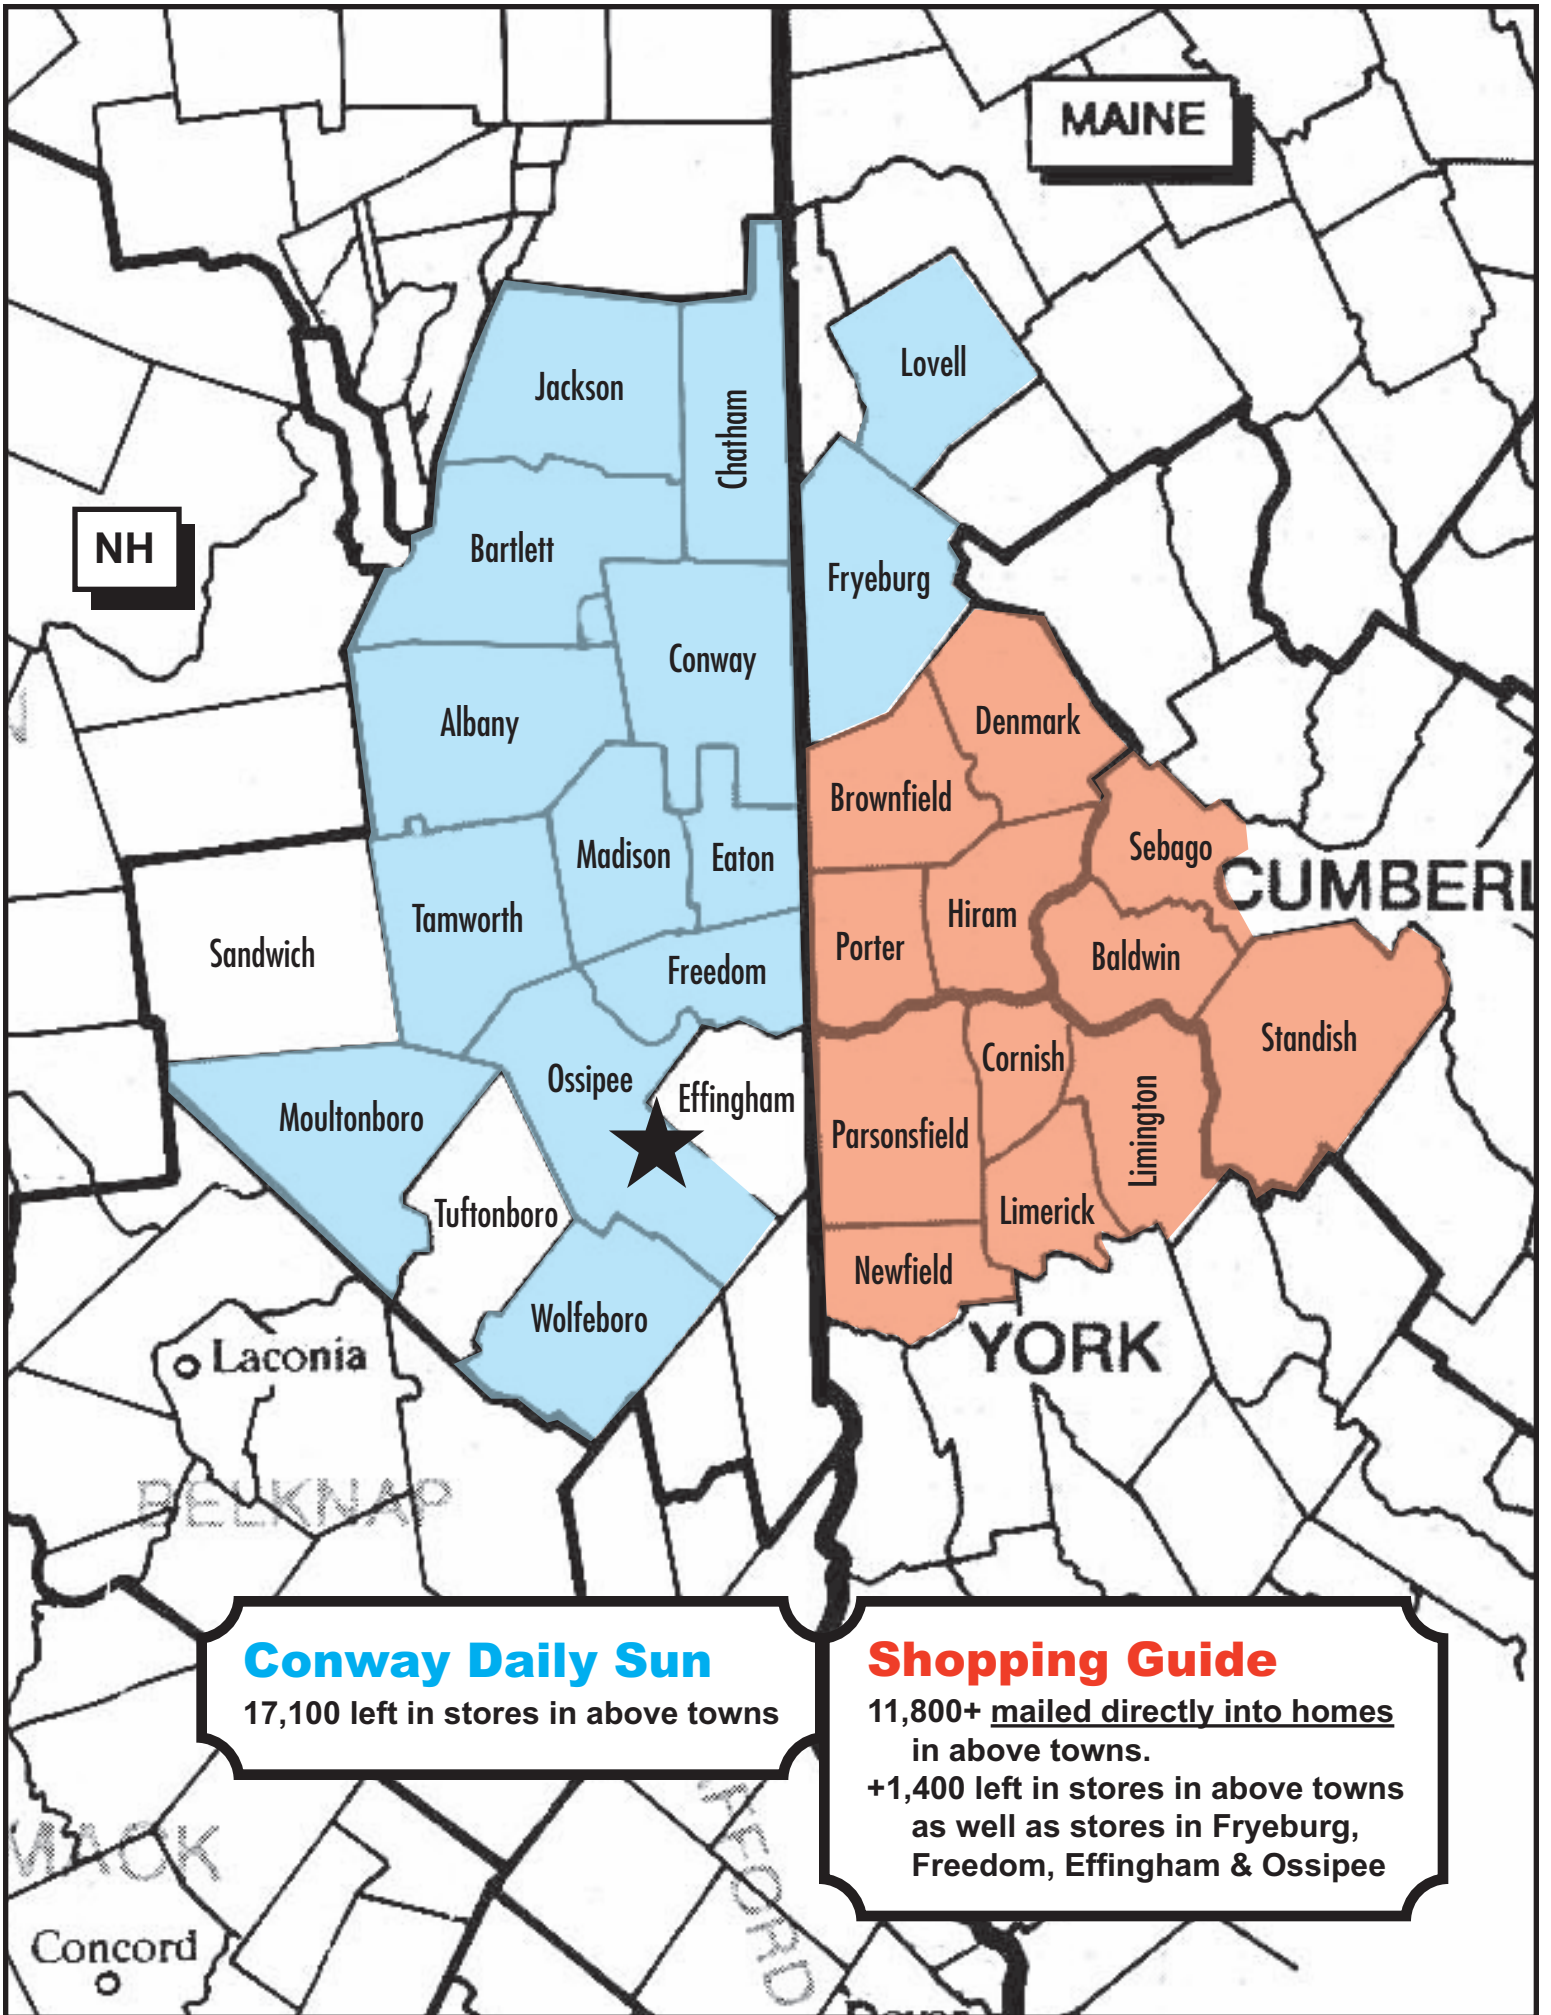 MAINE
Lovell
Jackson
Chatham
NH
Bartlett
Fryeburg
Conway
Albany
Denmark
Brownfield
Madison
Eaton
Sebago
CUMBERL
Tamworth
Hiram
Sandwich
Porter
Baldwin
Freedom
Standish
Cornish
Ossipee
Effingham
Moultonboro
Parsonsfield
Limington
Tuftonboro
Limerick
Newfield
Wolfeboro
Laconia
YORK
BELKNAP
Conway Daily Sun
17,100 left in stores in above towns
Shopping Guide
11,800+ mailed directly into homes
in above towns.
+1,400 left in stores in above towns
as well as stores in Fryeburg,
Freedom, Effingham & Ossipee
MACK
FFORD
Concord